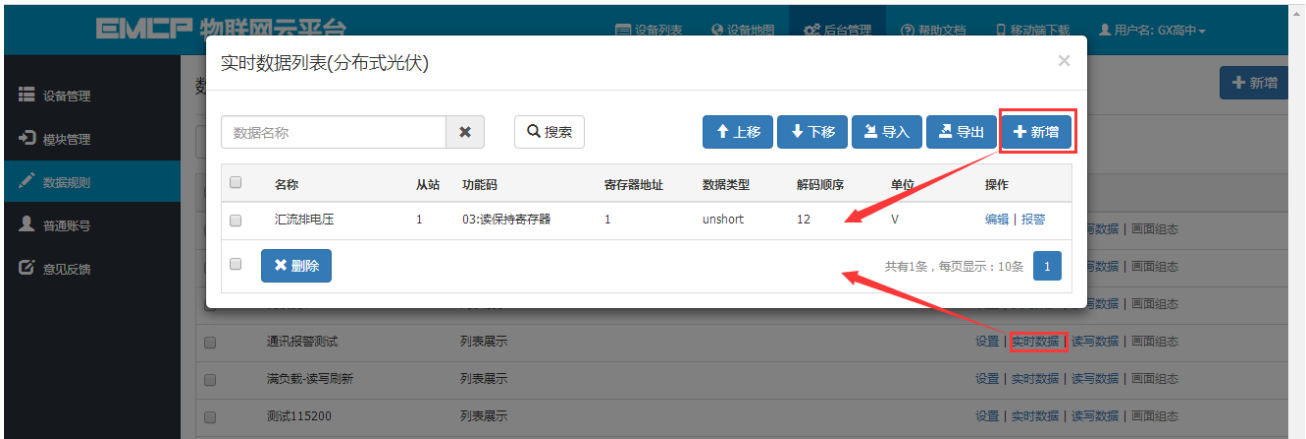 EMCP 物联网云平台
设备列表 设备地图 后台管理 帮助文档 移动端下载 用户名: GX高中
设备管理
模块管理
数据规则
普通账号
意见反馈
新增
实时数据列表(分布式光伏) ×
数据名称 搜索 上移 下移 导入 导出 新增
名称 从站 功能码 寄存器地址 数据类型 解码顺序 单位 操作
汇流排电压 1 03:读保持寄存器 1 unshort 12 V 编辑 | 报警
删除 共有1条，每页显示：10条 1
写数据 | 画面组态
写数据 | 画面组态
写数据 | 画面组态
通讯报警测试 列表展示 设置 | 实时数据 | 读写数据 | 画面组态
满负载-读写刷新 列表展示 设置 | 实时数据 | 读写数据 | 画面组态
测试115200 列表展示 设置 | 实时数据 | 读写数据 | 画面组态